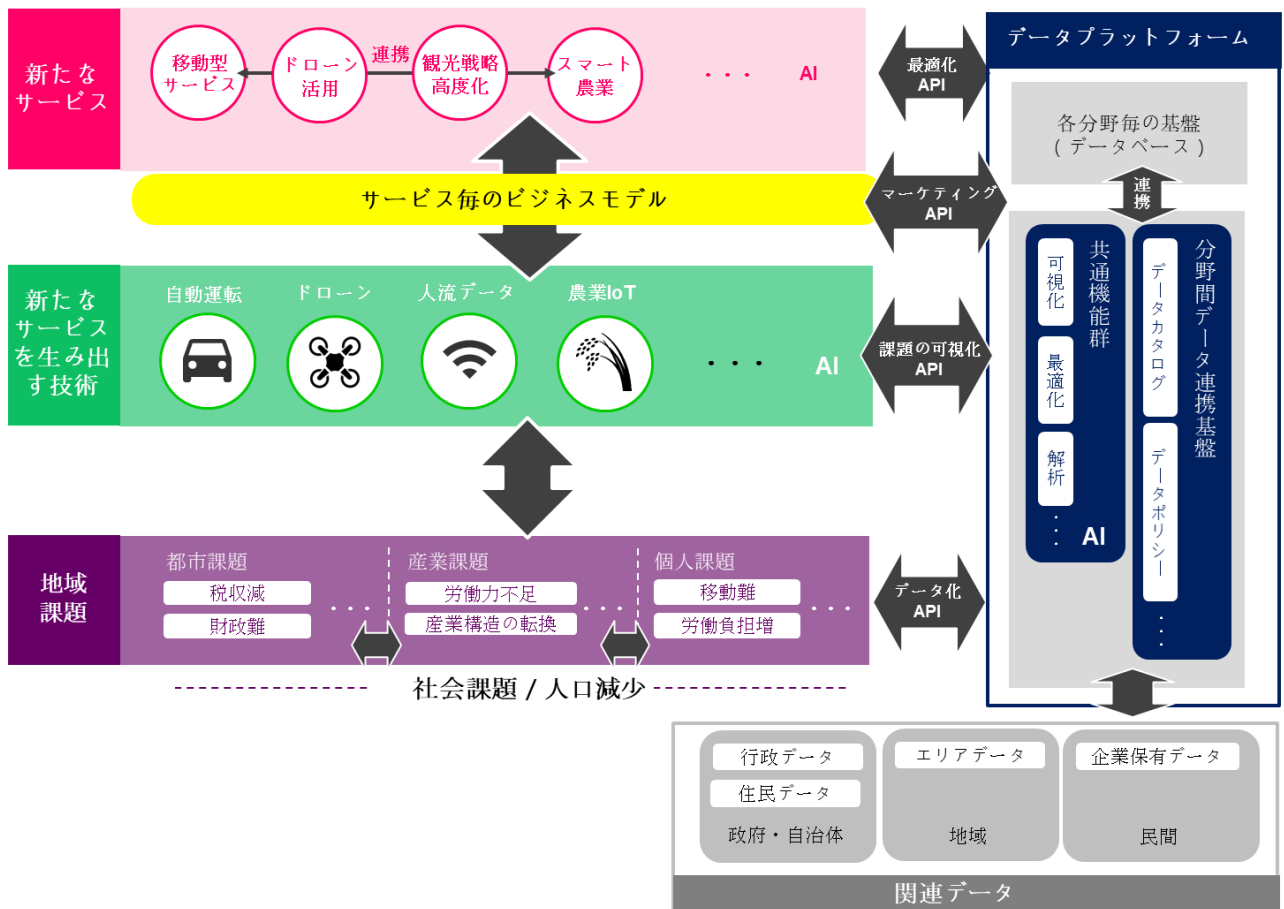 新たな
サービス
移動型
サービス
ドローン
活用
連携
観光戦略
高度化
スマート
農業
・・・
AI
サービス毎のビジネスモデル
新たな
サービス
を生み出
す技術
自動運転
ドローン
人流データ
農業IoT
・・・
AI
地域
課題
都市課題
税収減
財政難
・・・
産業課題
労働力不足
産業構造の転換
・・・
個人課題
移動難
労働負担増
・・・
社会課題 / 人口減少
最適化
API
マーケティング
API
課題の可視化
API
データ化
API
データプラットフォーム
各分野毎の基盤
( データベース )
連携
共通機能群
可視化
最適化
解析
・・・
AI
分野間データ連携基盤
データカタログ
データポリシー
・・・
行政データ
住民データ
政府・自治体
エリアデータ
地域
企業保有データ
民間
関連データ